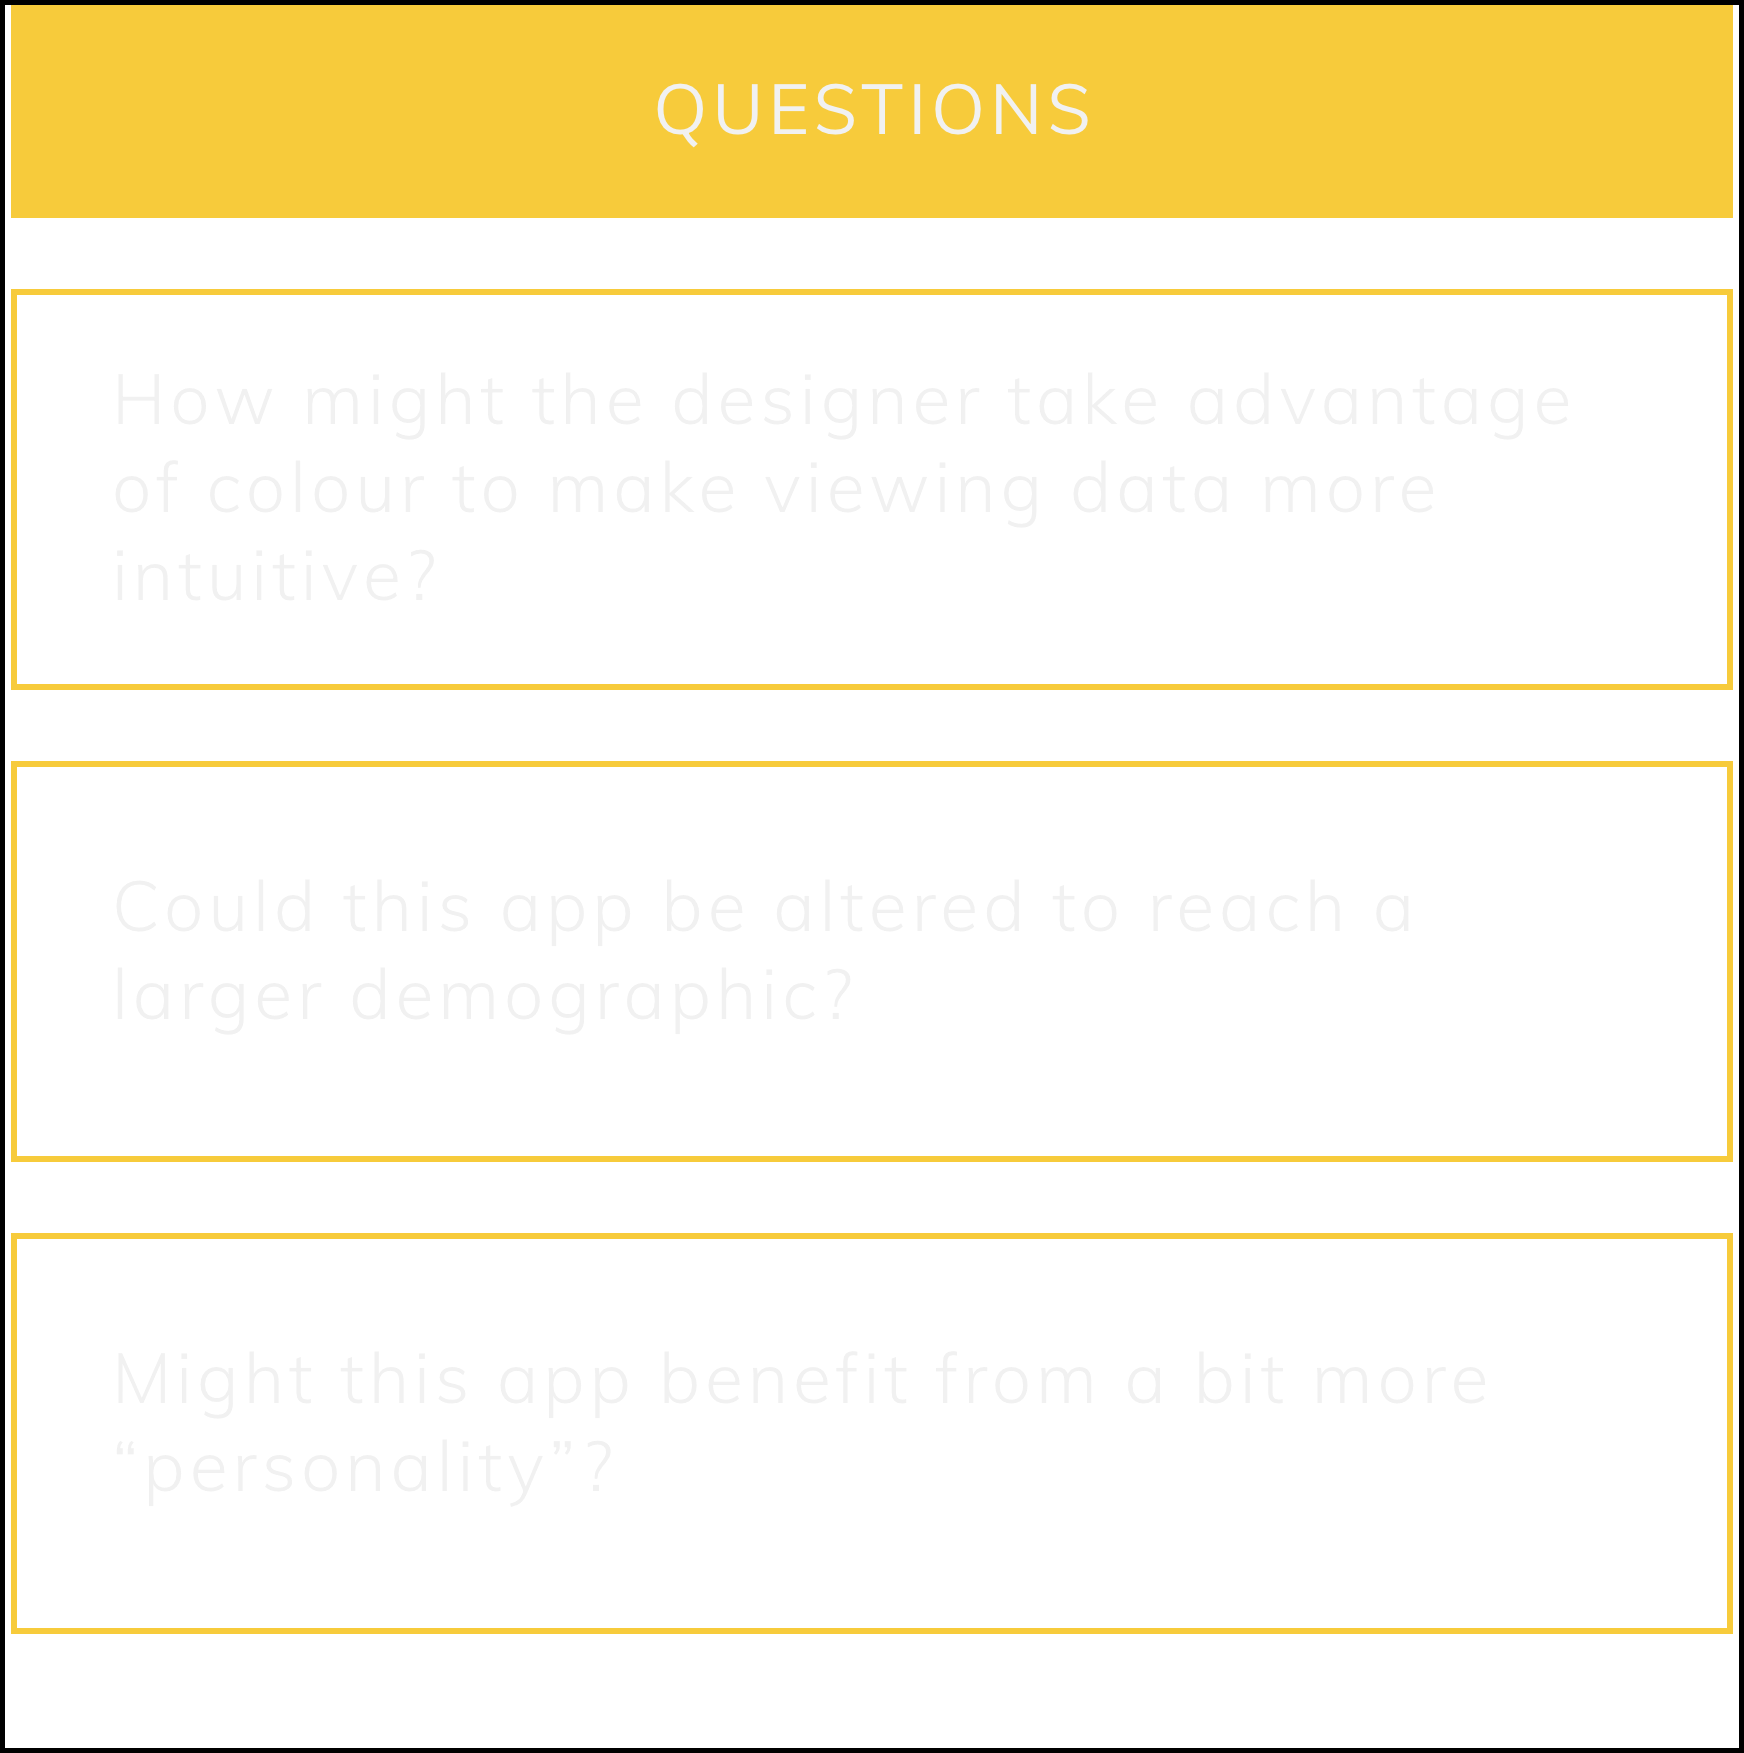 QUESTIONS
How might the designer take advantage
of colour to make viewing data more
intuitive?
Could this app be altered to reach a
larger demographic?
Might this app benefit from a bit more
“personality”?